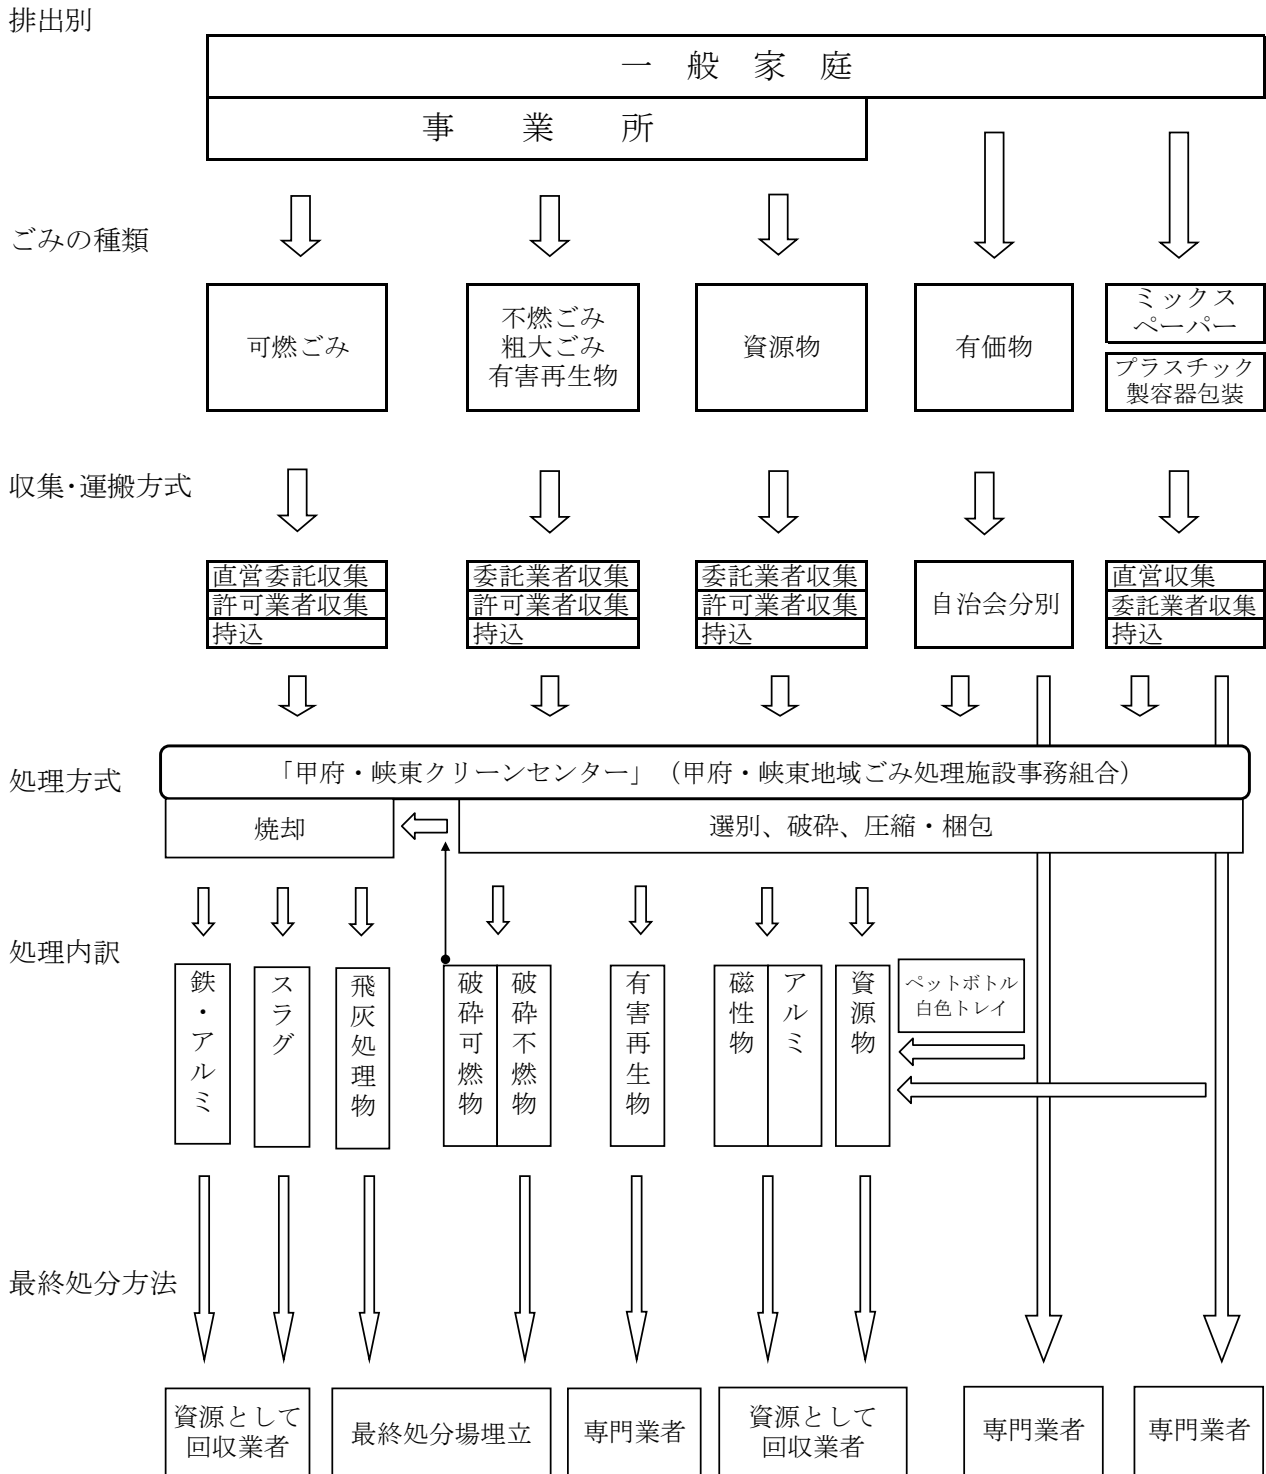 排出別
一般家庭
事業所
ごみの種類
可燃ごみ
不燃ごみ
粗大ごみ
有害再生物
資源物
有価物
ミックス
ペーパー
プラスチック
製容器包装
収集・運搬方式
直営委託収集
許可業者収集
持込
委託業者収集
許可業者収集
持込
委託業者収集
許可業者収集
持込
自治会分別
直営収集
委託業者収集
持込
処理方式
「甲府・峡東クリーンセンター」（甲府・峡東地域ごみ処理施設事務組合）
焼却
選別、破砕、圧縮・梱包
処理内訳
鉄・アルミ
スラグ
飛灰処理物
破砕可燃物
破砕不燃物
有害再生物
磁性物
アルミ
資源物
ペットボトル
白色トレイ
最終処分方法
資源として
回収業者
最終処分場埋立
専門業者
資源として
回収業者
専門業者
専門業者